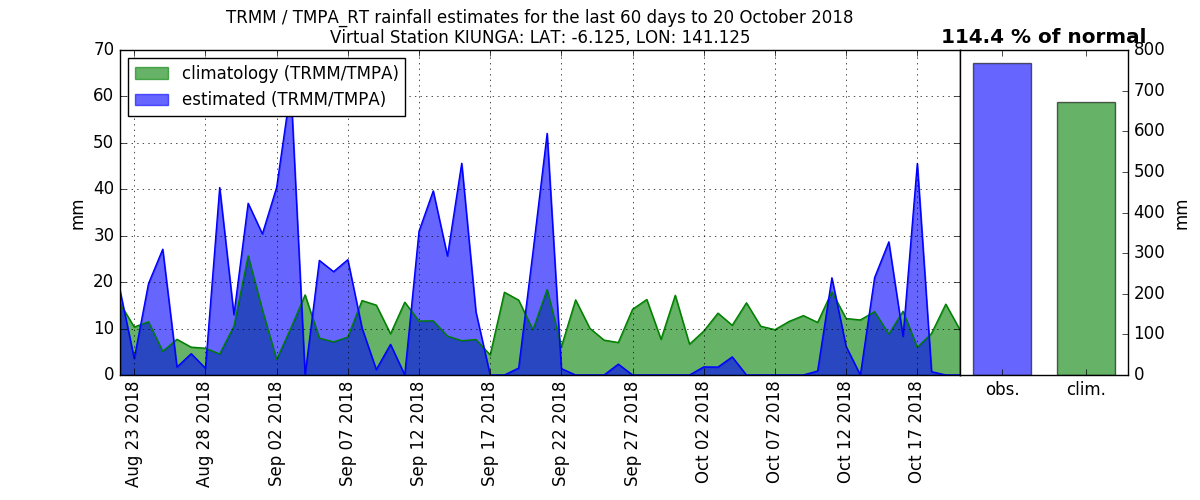 TRMM / TMPA_RT rainfall estimates for the last 60 days to 20 October 2018
Virtual Station KIUNGA: LAT: -6.125, LON: 141.125
114.4 % of normal
climatology (TRMM/TMPA)
estimated (TRMM/TMPA)
70
60
50
40
30
20
10
0
mm
Aug 23 2018
Aug 28 2018
Sep 02 2018
Sep 07 2018
Sep 12 2018
Sep 17 2018
Sep 22 2018
Sep 27 2018
Oct 02 2018
Oct 07 2018
Oct 12 2018
Oct 17 2018
800
700
600
500
400
300
200
100
0
mm
obs.
clim.